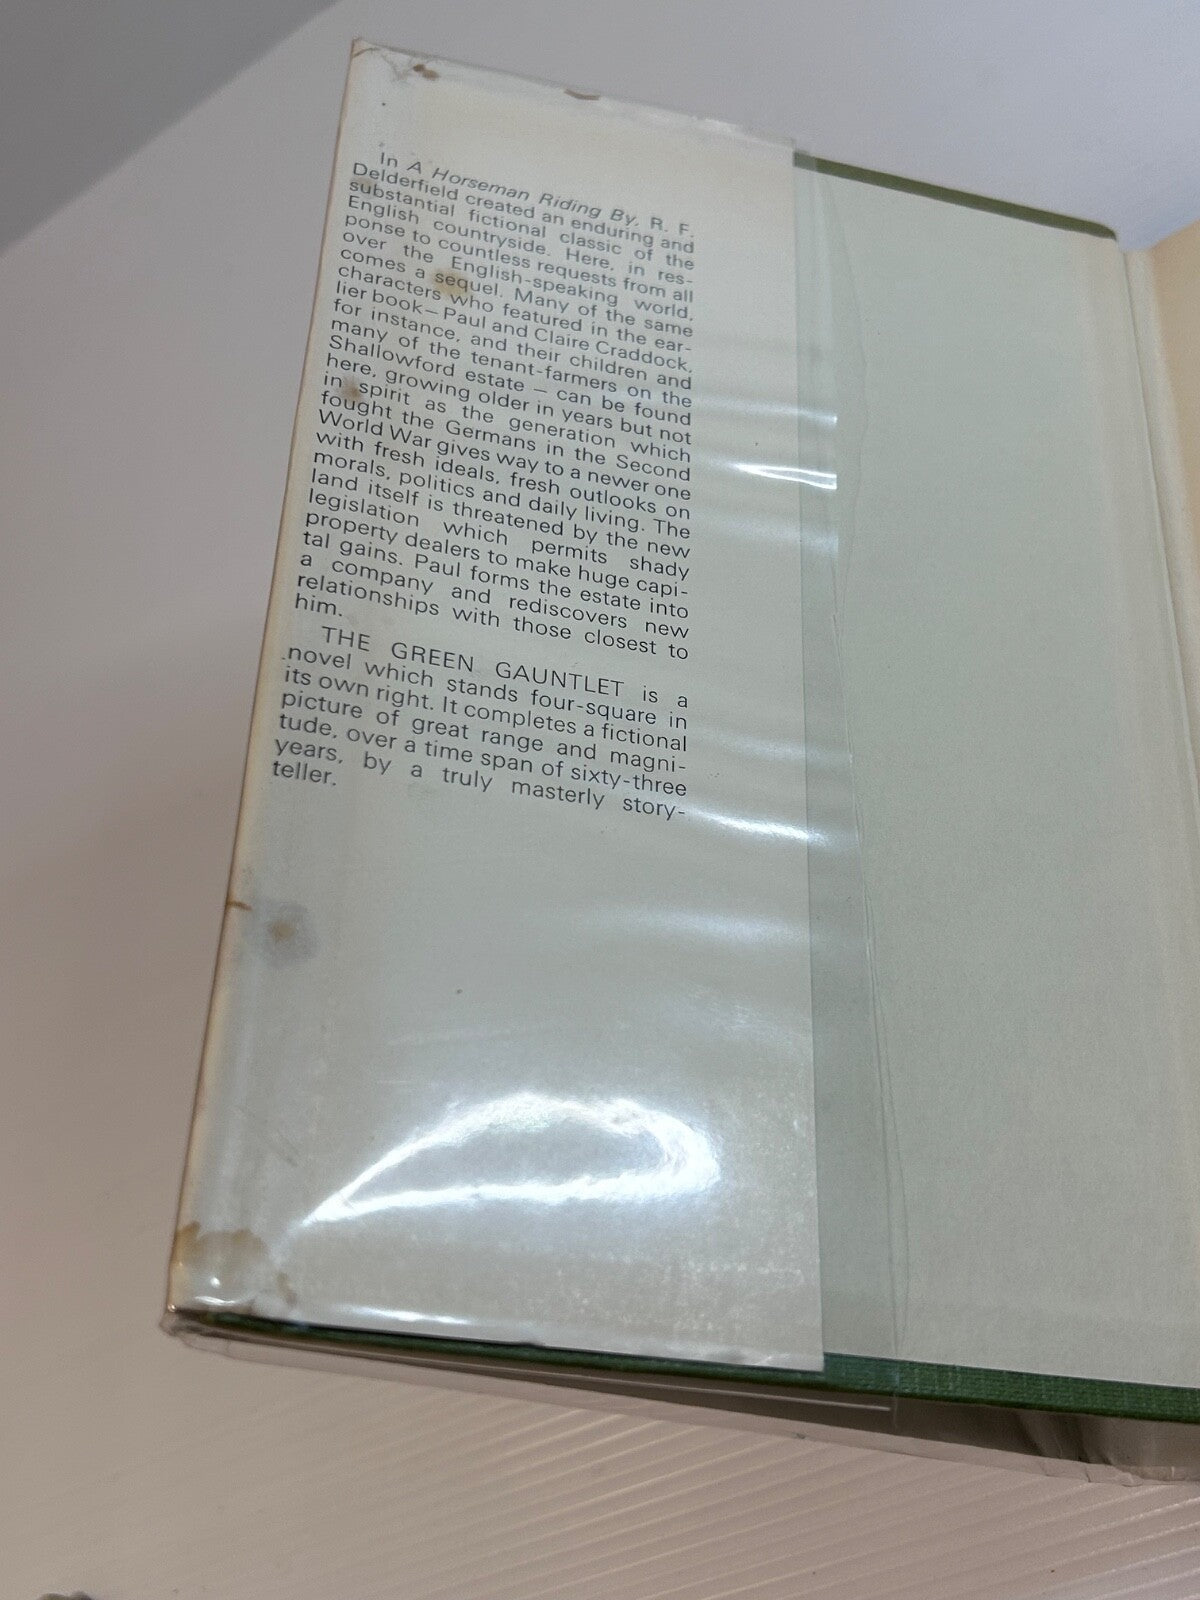 In A Horseman Riding By, R. F.
Delderfield created an enduring and
substantial fictional classic of the
English countryside. Here, in res-
ponse to countless requests from all
over the English-speaking world,
comes a sequel. Many of the same
characters who featured in the ear-
lier book—Paul and Claire Craddock,
for instance, and their children and
many of the tenant-farmers on the
Shallowford estate — can be found
here, growing older in years but not
in spirit as the generation which
fought the Germans in the Second
World War gives way to a newer one
with fresh ideals, fresh outlooks on
morals, politics and daily living. The
land itself is threatened by the new
legislation which permits shady
property dealers to make huge capi-
tal gains. Paul forms the estate into
a company and rediscovers new
relationships with those closest to
him.
THE GREEN GAUNTLET is a
novel which stands four-square in
its own right. It completes a fictional
picture of great range and magni-
tude, over a time span of sixty-three
years, by a truly masterly story-
teller.